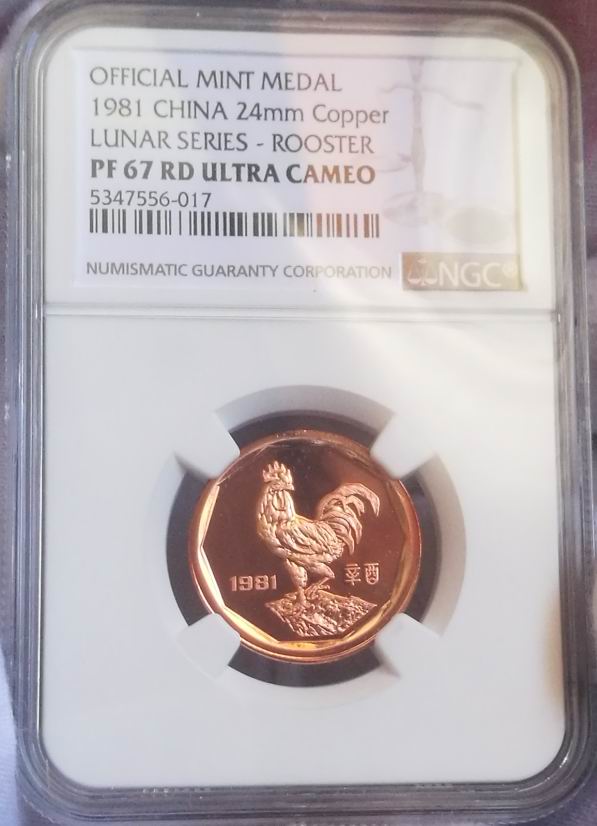 OFFICIAL MINT MEDAL
1981 CHINA 24mm Copper
LUNAR SERIES - ROOSTER
PF 67 RD ULTRA CAMEO
5347556-017
NUMISMATIC GUARANTY CORPORATION NGC®
1981 辛酉